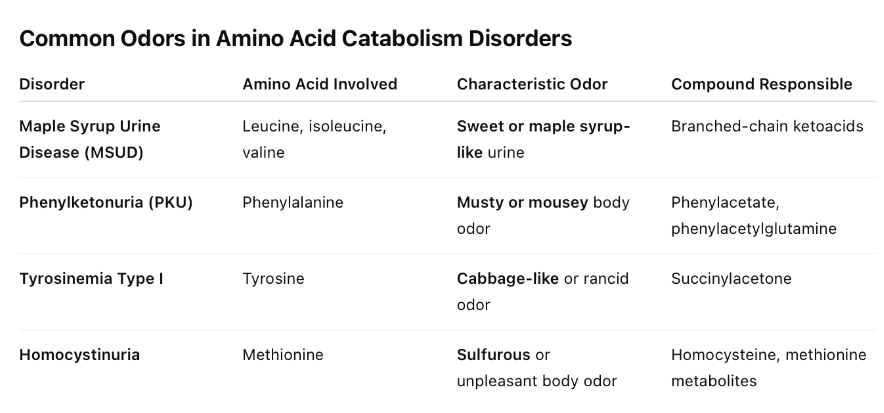 Common Odors in Amino Acid Catabolism Disorders
Disorder Amino Acid Involved Characteristic Odor Compound Responsible
Maple Syrup Urine Leucine, isoleucine, Sweet or maple syrup- Branched-chain ketoacids
Disease (MSUD) valine like urine
Phenylketonuria (PKU) Phenylalanine Musty or mousey body Phenylacetate,
odor phenylacetylglutamine
Tyrosinemia Type I Tyrosine Cabbage-like or rancid Succinylacetone
odor
Homocystinuria Methionine Sulfurous or Homocysteine, methionine
unpleasant body odor metabolites